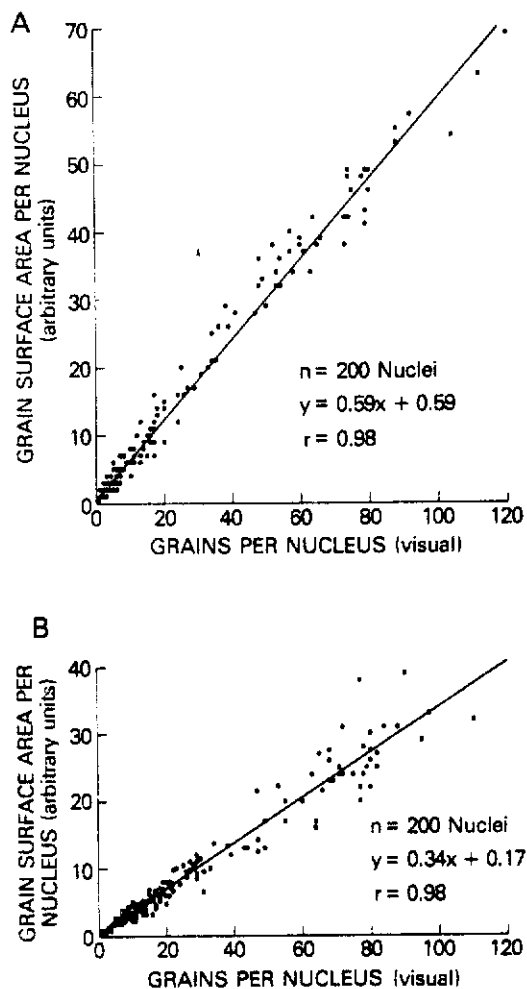 A
GRAIN SURFACE AREA PER NUCLEUS
(arbitrary units)
70
60
50
40
30
20
10
0
n = 200 Nuclei
y = 0.59x + 0.59
r = 0.98
0 20 40 60 80 100 120
GRAINS PER NUCLEUS (visual)
B
GRAIN SURFACE AREA PER
NUCLEUS (arbitrary units)
40
30
20
10
0
n = 200 Nuclei
y = 0.34x + 0.17
r = 0.98
0 20 40 60 80 100 120
GRAINS PER NUCLEUS (visual)